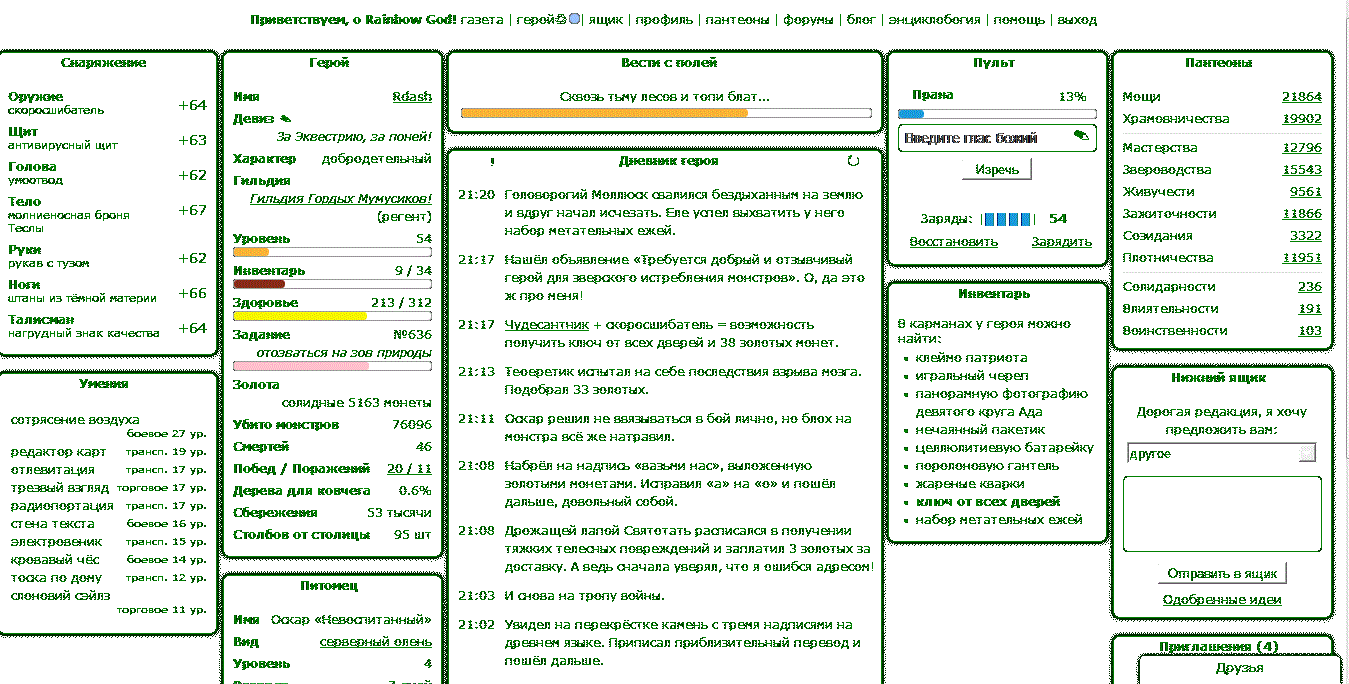 Приветствуем, о Rainbow God! газета | герой | ящик | профиль | пантеоны | форумы | блог | энциклобогия | помощь | выход
Снаряжение
Оружие
скоросшибатель +64
Щит
антивирусный щит +63
Голова
умоотвод +62
Тело
молниеносная броня +67
Теслы
Руки
рукав с тузом +62
Ноги
штаны из тёмной материи +66
Талисман
нагрудный знак качества +64
Умения
сотрясение воздуха
боевое 27 ур.
редактор карт трансп. 19 ур.
отлевитация трансп. 17 ур.
трезвый взгляд торговое 17 ур.
радиопортация трансп. 17 ур.
стена текста боевое 16 ур.
электровеник трансп. 15 ур.
кровавый чёс боевое 14 ур.
тоска по дому трансп. 12 ур.
слоновий сэйлз
торговое 11 ур.
Герой
Имя Rdash
Девиз
За Эквестрию, за поней!
Характер добродетельный
Гильдия
Гильдия Гордых Мумусиков!
(регент)
Уровень 54
Инвентарь 9 / 34
Здоровье 213 / 312
Задание №636
отозваться на зов природы
Золота
солидные 5163 монеты
Убито монстров 76096
Смертей 46
Побед / Поражений 20 / 11
Дерева для ковчега 0.6%
Сбережения 53 тысячи
Столбов от столицы 95 шт
Питомец
Имя Оскар «Невоспитанный»
Вид серверный олень
Уровень 4
Вести с полей
Сквозь тьму лесов и топи блат...
Дневник героя
21:20 Головорогий Моллюск свалился бездыханным на землю
и вдруг начал исчезать. Еле успел выхватить у него
набор метательных ежей.
21:17 Нашёл объявление «Требуется добрый и отзывчивый
герой для зверского истребления монстров». О, да это
ж про меня!
21:17 Чудесантник + скоросшибатель = возможность
получить ключ от всех дверей и 38 золотых монет.
21:13 Теоеретик испытал на себе последствия взрыва мозга.
Подобрал 33 золотых.
21:11 Оскар решил не ввязываться в бой лично, но блох на
монстра всё же натравил.
21:08 Набрёл на надпись «вазьми нас», выложенную
золотыми монетами. Исправил «а» на «о» и пошёл
дальше, довольный собой.
21:08 Дрожащей лапой Святотать расписался в получении
тяжких телесных повреждений и заплатил 3 золотых за
доставку. А ведь сначала уверял, что я ошибся адресом!
21:03 И снова на тропу войны.
21:02 Увидел на перекрёстке камень с тремя надписями на
древнем языке. Приписал приблизительный перевод и
пошёл дальше.
Пульт
Прана 13%
Введите глас божий
Изречь
Заряды: 54
Восстановить Зарядить
Инвентарь
В карманах у героя можно
найти:
клеймо патриота
игральный череп
панорамную фотографию
девятого круга Ада
нечаянный пакетик
целлюлитиевую батарейку
поролоновую гантель
жареные кварки
ключ от всех дверей
набор метательных ежей
Пантеоны
Мощи 21864
Храмовничества 19902
Мастерства 12796
Звероводства 15543
Живучести 9561
Зажиточности 11866
Созидания 3322
Плотничества 11951
Солидарности 236
Влиятельности 191
Воинственности 103
Нижний ящик
Дорогая редакция, я хочу
предложить вам:
другое
Отправить в ящик
Одобренные идеи
Приглашения (4)
Друзья